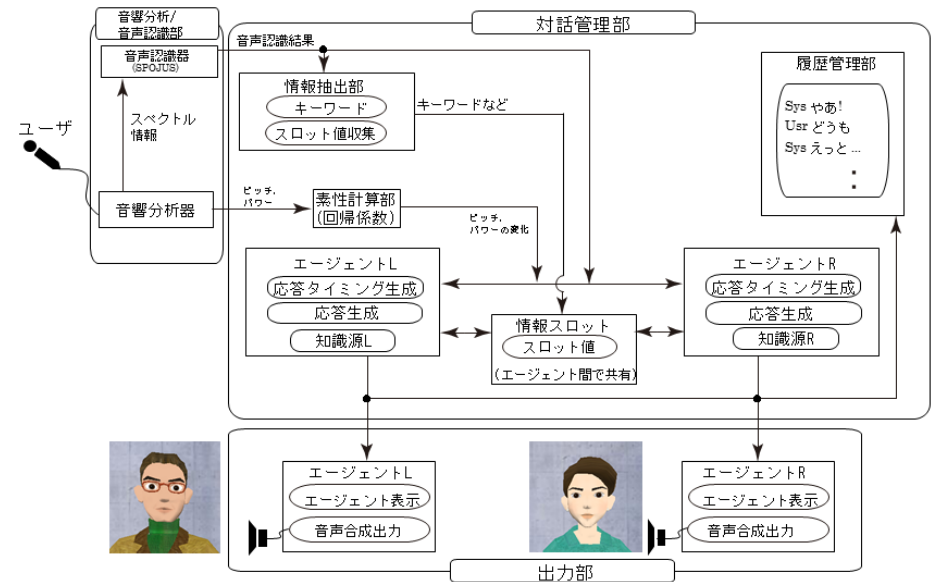 音響分析/
音声認識部
音声認識器
(SPOJUS)
スペクトル
情報
ユーザ
音響分析器
対話管理部
音声認識結果
情報抽出部
キーワード
スロット値収集
キーワードなど
履歴管理部
Sys やあ!
Usr どうも
Sys えっと...
:
ピッチ,
パワー
素性計算部
(回帰係数)
ピッチ,
パワーの変化
エージェントL
応答タイミング生成
応答生成
知識源L
情報スロット
スロット値
(エージェント間で共有)
エージェントR
応答タイミング生成
応答生成
知識源R
エージェントL
エージェント表示
音声合成出力
エージェントR
エージェント表示
音声合成出力
出力部